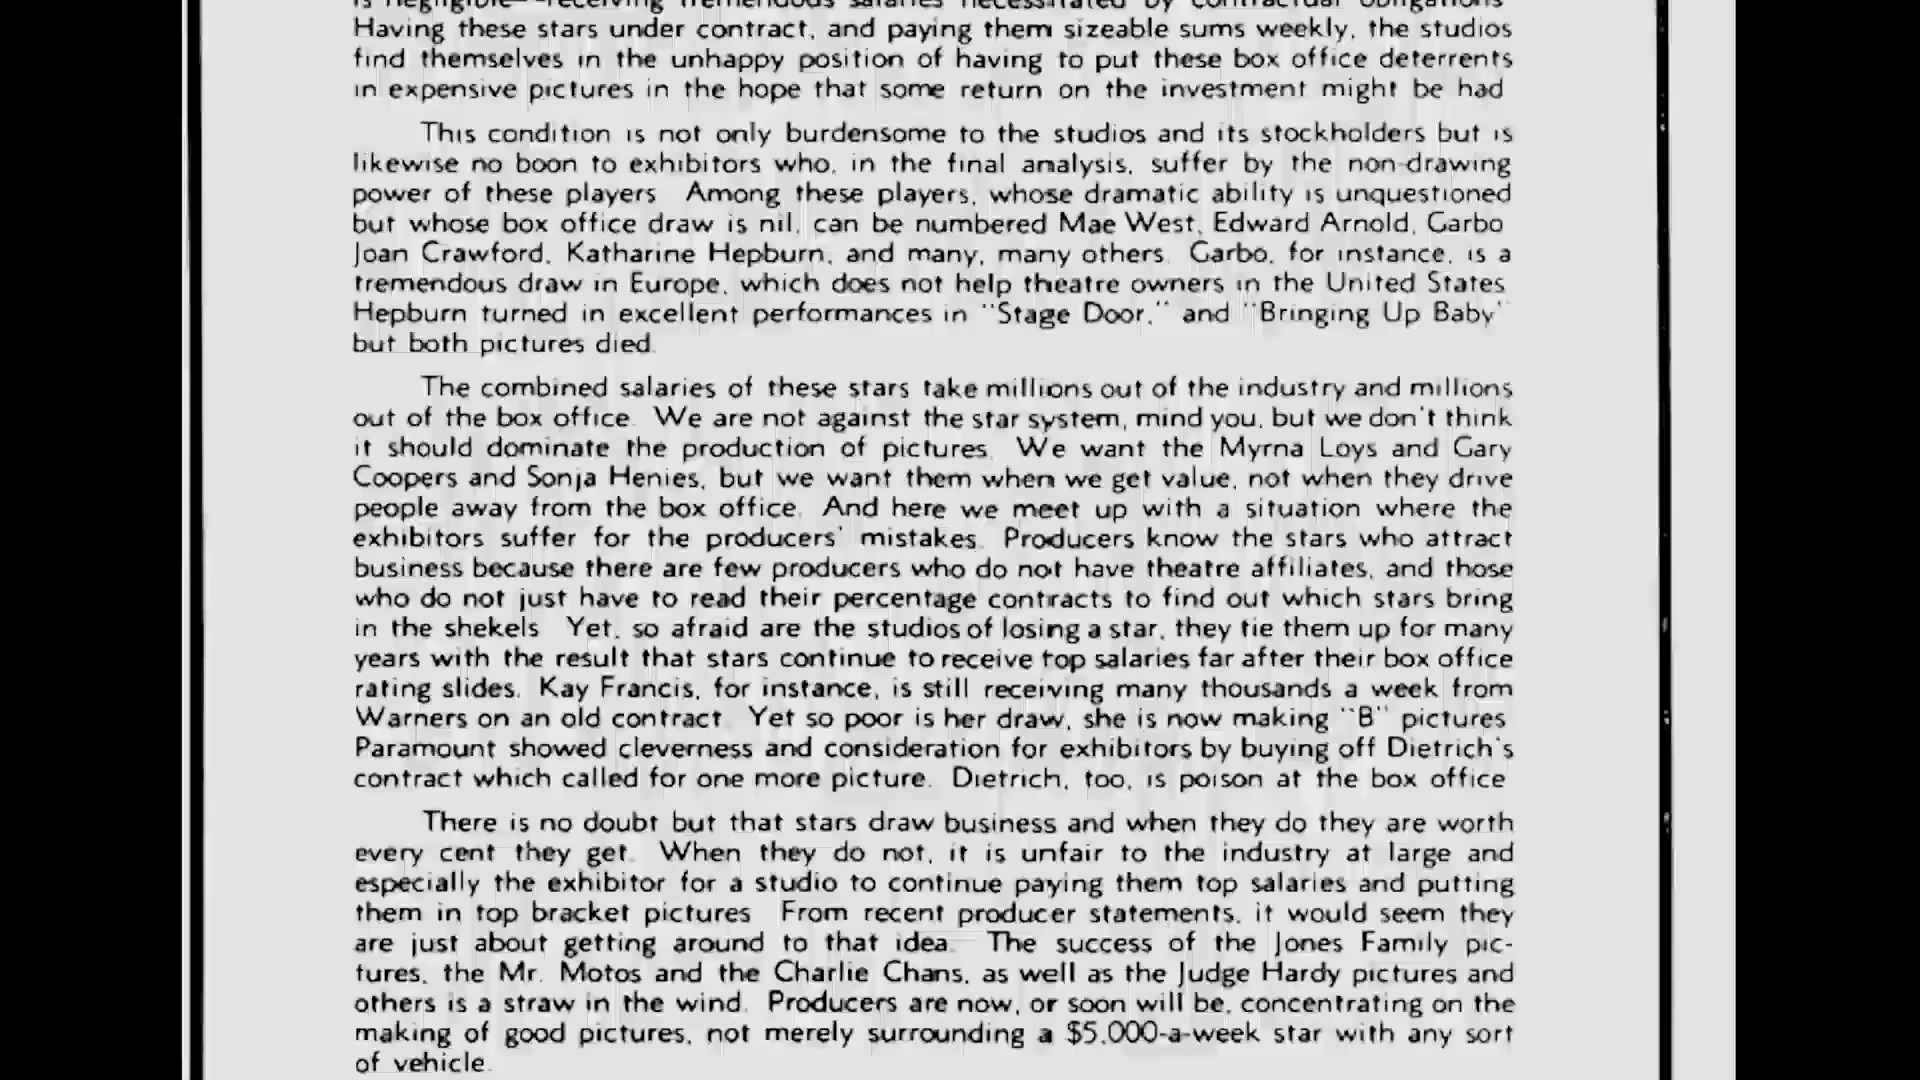 is negligible—receiving tremendous salaries necessitated by contractual obligations
Having these stars under contract, and paying them sizeable sums weekly, the studios
find themselves in the unhappy position of having to put these box office deterrents
in expensive pictures in the hope that some return on the investment might be had
This condition is not only burdensome to the studios and its stockholders but is
likewise no boon to exhibitors who, in the final analysis, suffer by the non-drawing
power of these players Among these players, whose dramatic ability is unquestioned
but whose box office draw is nil, can be numbered Mae West, Edward Arnold, Garbo
Joan Crawford, Katharine Hepburn, and many, many others. Garbo, for instance, is a
tremendous draw in Europe, which does not help theatre owners in the United States
Hepburn turned in excellent performances in "Stage Door," and "Bringing Up Baby"
but both pictures died.
The combined salaries of these stars take millions out of the industry and millions
out of the box office. We are not against the star system, mind you, but we don't think
it should dominate the production of pictures. We want the Myrna Loys and Gary
Coopers and Sonja Henies, but we want them when we get value, not when they drive
people away from the box office. And here we meet up with a situation where the
exhibitors suffer for the producers' mistakes. Producers know the stars who attract
business because there are few producers who do not have theatre affiliates, and those
who do not just have to read their percentage contracts to find out which stars bring
in the shekels Yet, so afraid are the studios of losing a star, they tie them up for many
years with the result that stars continue to receive top salaries far after their box office
rating slides. Kay Francis, for instance, is still receiving many thousands a week from
Warners on an old contract. Yet so poor is her draw, she is now making "B" pictures
Paramount showed cleverness and consideration for exhibitors by buying off Dietrich's
contract which called for one more picture. Dietrich, too, is poison at the box office
There is no doubt but that stars draw business and when they do they are worth
every cent they get. When they do not, it is unfair to the industry at large and
especially the exhibitor for a studio to continue paying them top salaries and putting
them in top bracket pictures From recent producer statements, it would seem they
are just about getting around to that idea. The success of the Jones Family pic-
tures, the Mr. Motos and the Charlie Chans, as well as the Judge Hardy pictures and
others is a straw in the wind. Producers are now, or soon will be, concentrating on the
making of good pictures, not merely surrounding a $5,000-a-week star with any sort
of vehicle.